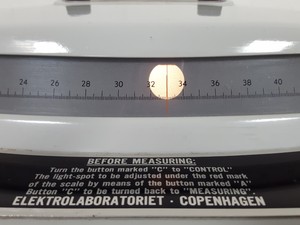 24 26 28 30 32 34 36 38 40
BEFORE MEASURING:
Turn the button marked "C" to "CONTROL"
The light-spot to be adjusted under the red mark
of the scale by means of the button marked "A"
Button "C" to be turned back to "MEASURING".
ELEKTROLABORATORIET · COPENHAGEN